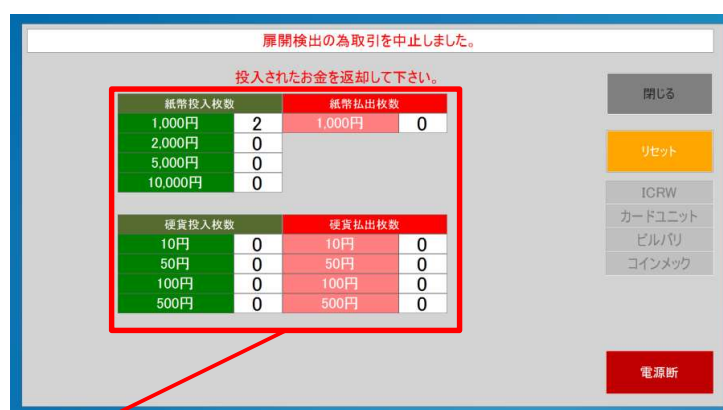 扉開検出の為取引を中止しました。
投入されたお金を返却して下さい。
紙幣投入枚数 紙幣払出枚数
1,000円 2 1,000円 0
2,000円 0
5,000円 0
10,000円 0
硬貨投入枚数 硬貨払出枚数
10円 0 10円 0
50円 0 50円 0
100円 0 100円 0
500円 0 500円 0
閉じる
リセット
ICRW
カードユニット
ビルバリ
コインメック
電源断